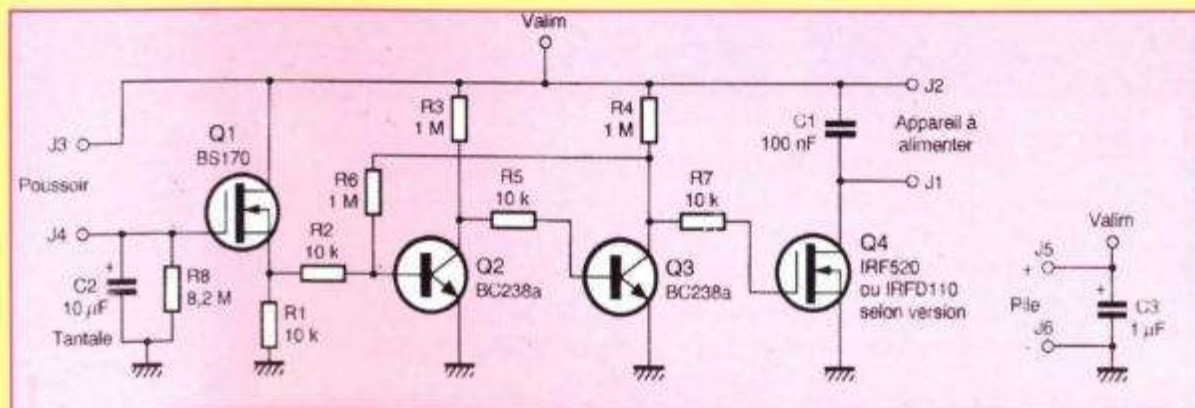 Valim
J3
Poussoir
J4
Q1
BS170
C2
10 µF
Tantale
R8
8,2 M
R1
10 k
R2
10 k
R6
1 M
R3
1 M
Q2
BC238a
R5
10 k
R4
1 M
Q3
BC238a
R7
10 k
C1
100 nF
J2
Appareil à
alimenter
J1
Q4
IRF520
ou IRFD110
selon version
Valim
J5
+
+
Pile
C3
1 µF
J6
-
+